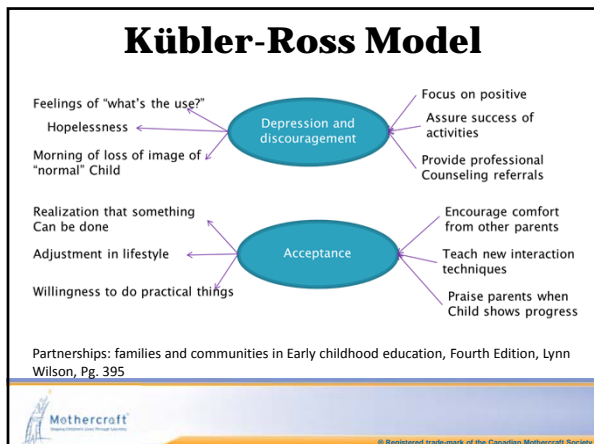 Kübler-Ross Model
Feelings of "what's the use?"
Hopelessness
Morning of loss of image of
"normal" Child
Depression and
discouragement
Focus on positive
Assure success of
activities
Provide professional
Counseling referrals
Realization that something
Can be done
Adjustment in lifestyle
Willingness to do practical things
Acceptance
Encourage comfort
from other parents
Teach new interaction
techniques
Praise parents when
Child shows progress
Partnerships: families and communities in Early childhood education, Fourth Edition, Lynn
Wilson, Pg. 395
Mothercraft
® Registered trade-mark of the Canadian Mothercraft Society